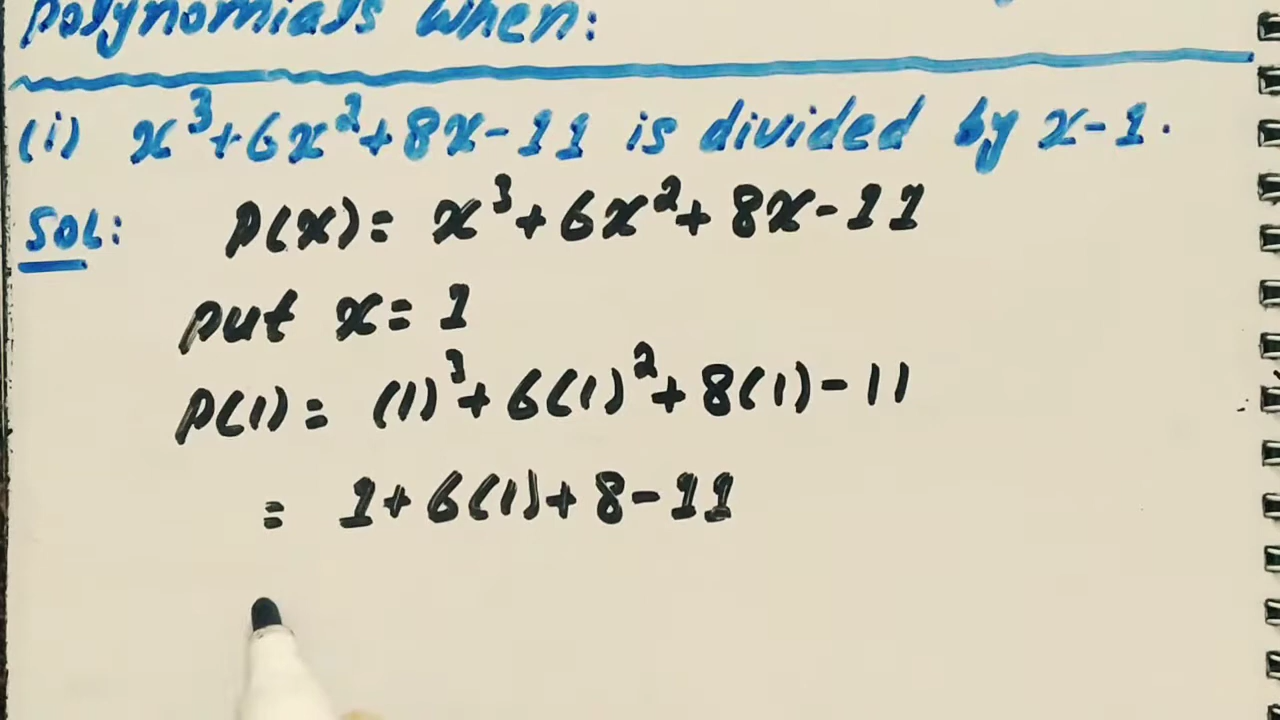 polynomials when:
(i) x³+6x²+8x-11 is divided by x-1.
Sol: P(x)= x³+6x²+8x-11
put x=1
P(1)= (1)³+6(1)²+8(1)-11
= 1+6(1)+8-11